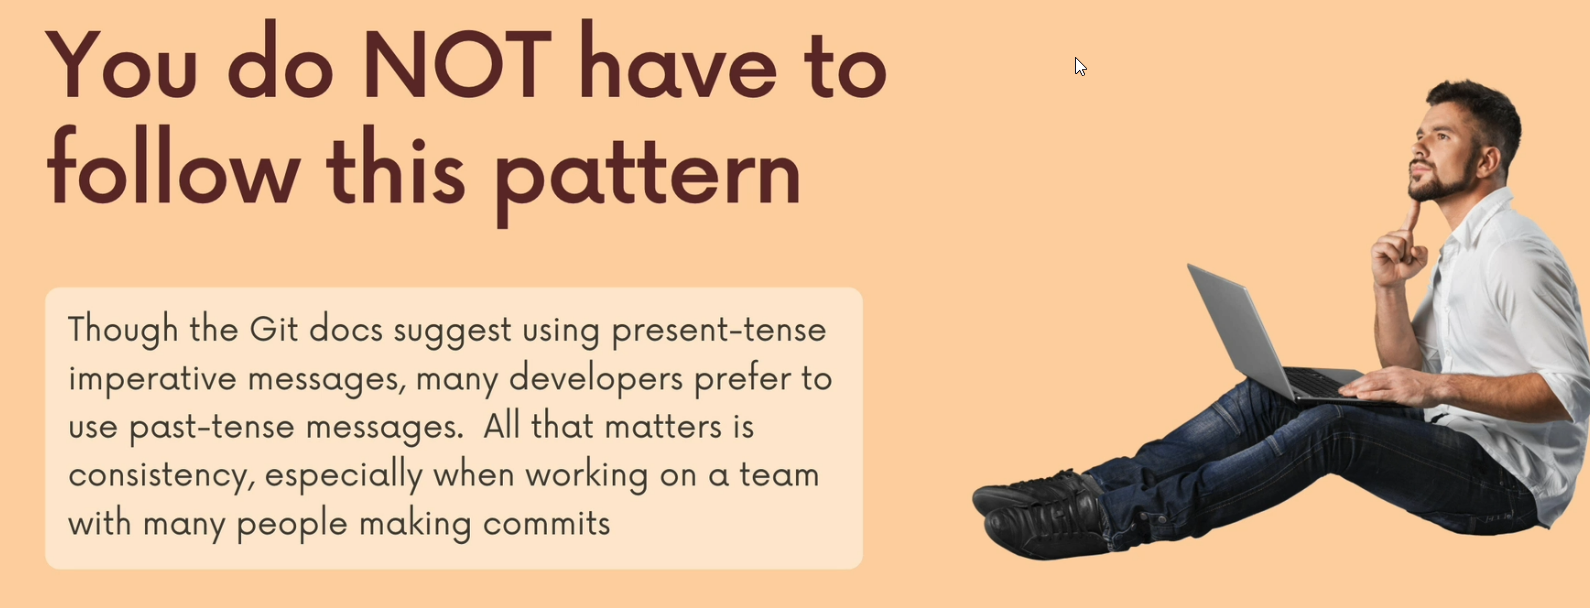 You do NOT have to
follow this pattern
Though the Git docs suggest using present-tense
imperative messages, many developers prefer to
use past-tense messages.  All that matters is
consistency, especially when working on a team
with many people making commits